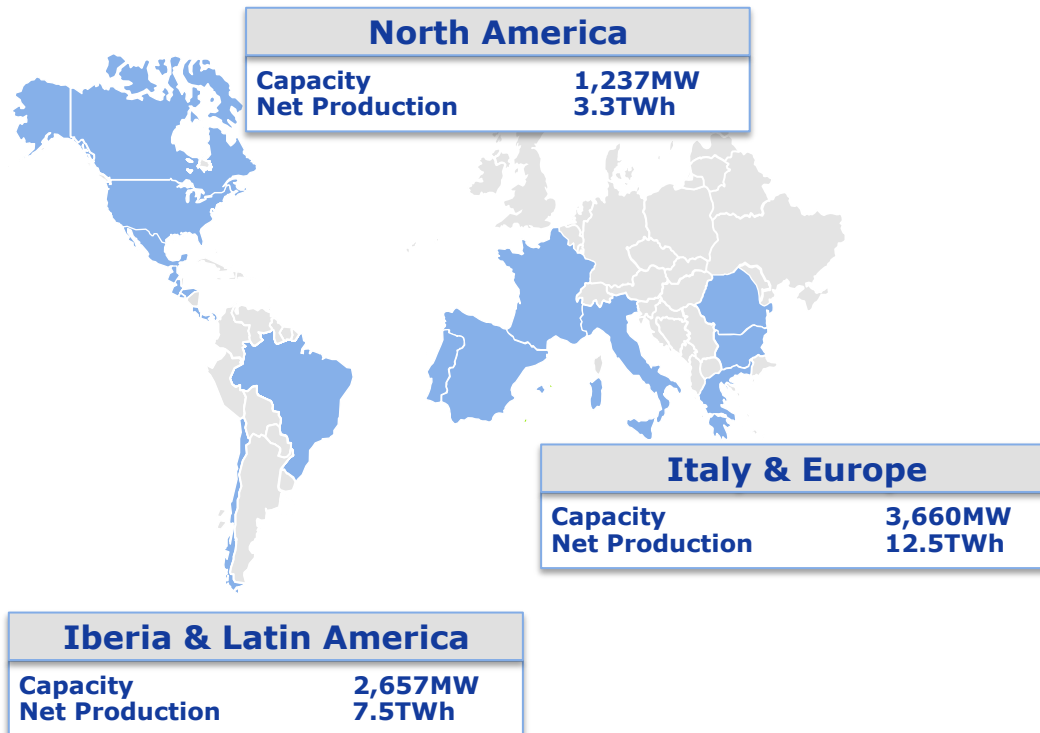 North America
Capacity 1,237MW
Net Production 3.3TWh
Italy & Europe
Capacity 3,660MW
Net Production 12.5TWh
Iberia & Latin America
Capacity 2,657MW
Net Production 7.5TWh